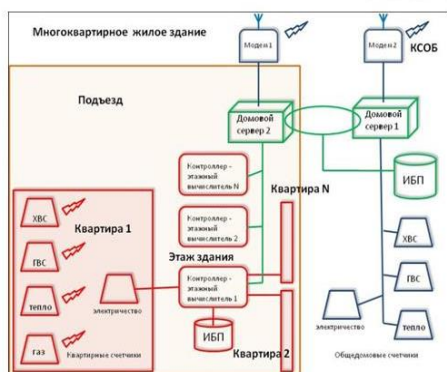 Многоквартирное жилое здание
Модем 1
Модем 2
КСОБ
Подъезд
Домовой
сервер 2
Домовой
сервер 1
Контроллер -
этажный
вычислитель N
ИБП
Квартира N
ХВС
Квартира 1
Контроллер -
этажный
вычислитель 2
ХВС
ГВС
Этаж здания
ГВС
тепло
электричество
Контроллер -
этажный
вычислитель 1
электричество
тепло
газ
Квартирные счетчики
ИБП
Квартира 2
Общедомовые счетчики